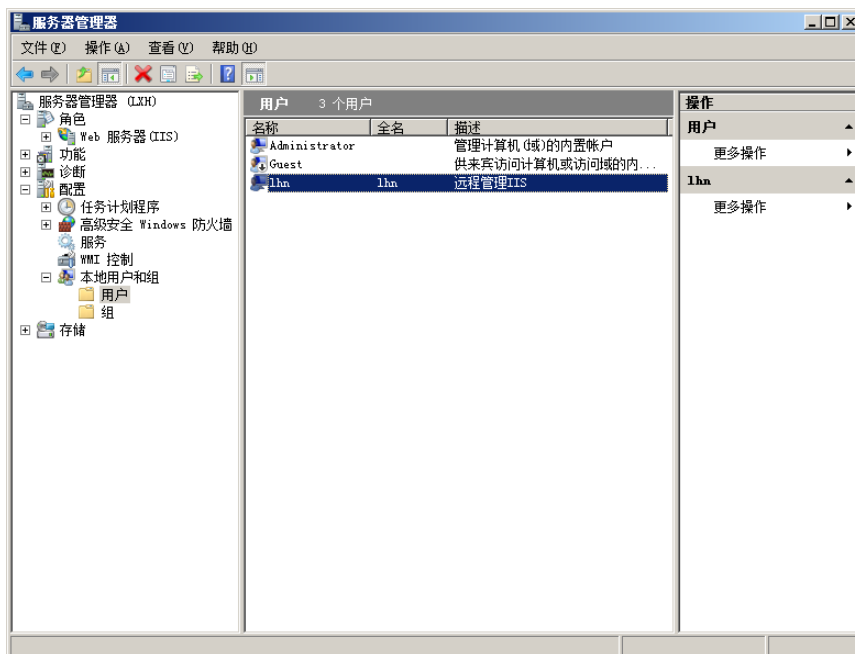 服务器管理器
文件(F) 操作(A) 查看(V) 帮助(H)
服务器管理器 (LXH)
角色
Web 服务器(IIS)
功能
诊断
配置
任务计划程序
高级安全 Windows 防火墙
服务
WMI 控制
本地用户和组
用户
组
存储
用户 3 个用户
名称 全名 描述
Administrator 管理计算机(域)的内置帐户
Guest 供来宾访问计算机或访问域的内...
lhn lhn 远程管理IIS
操作
用户
更多操作
lhn
更多操作